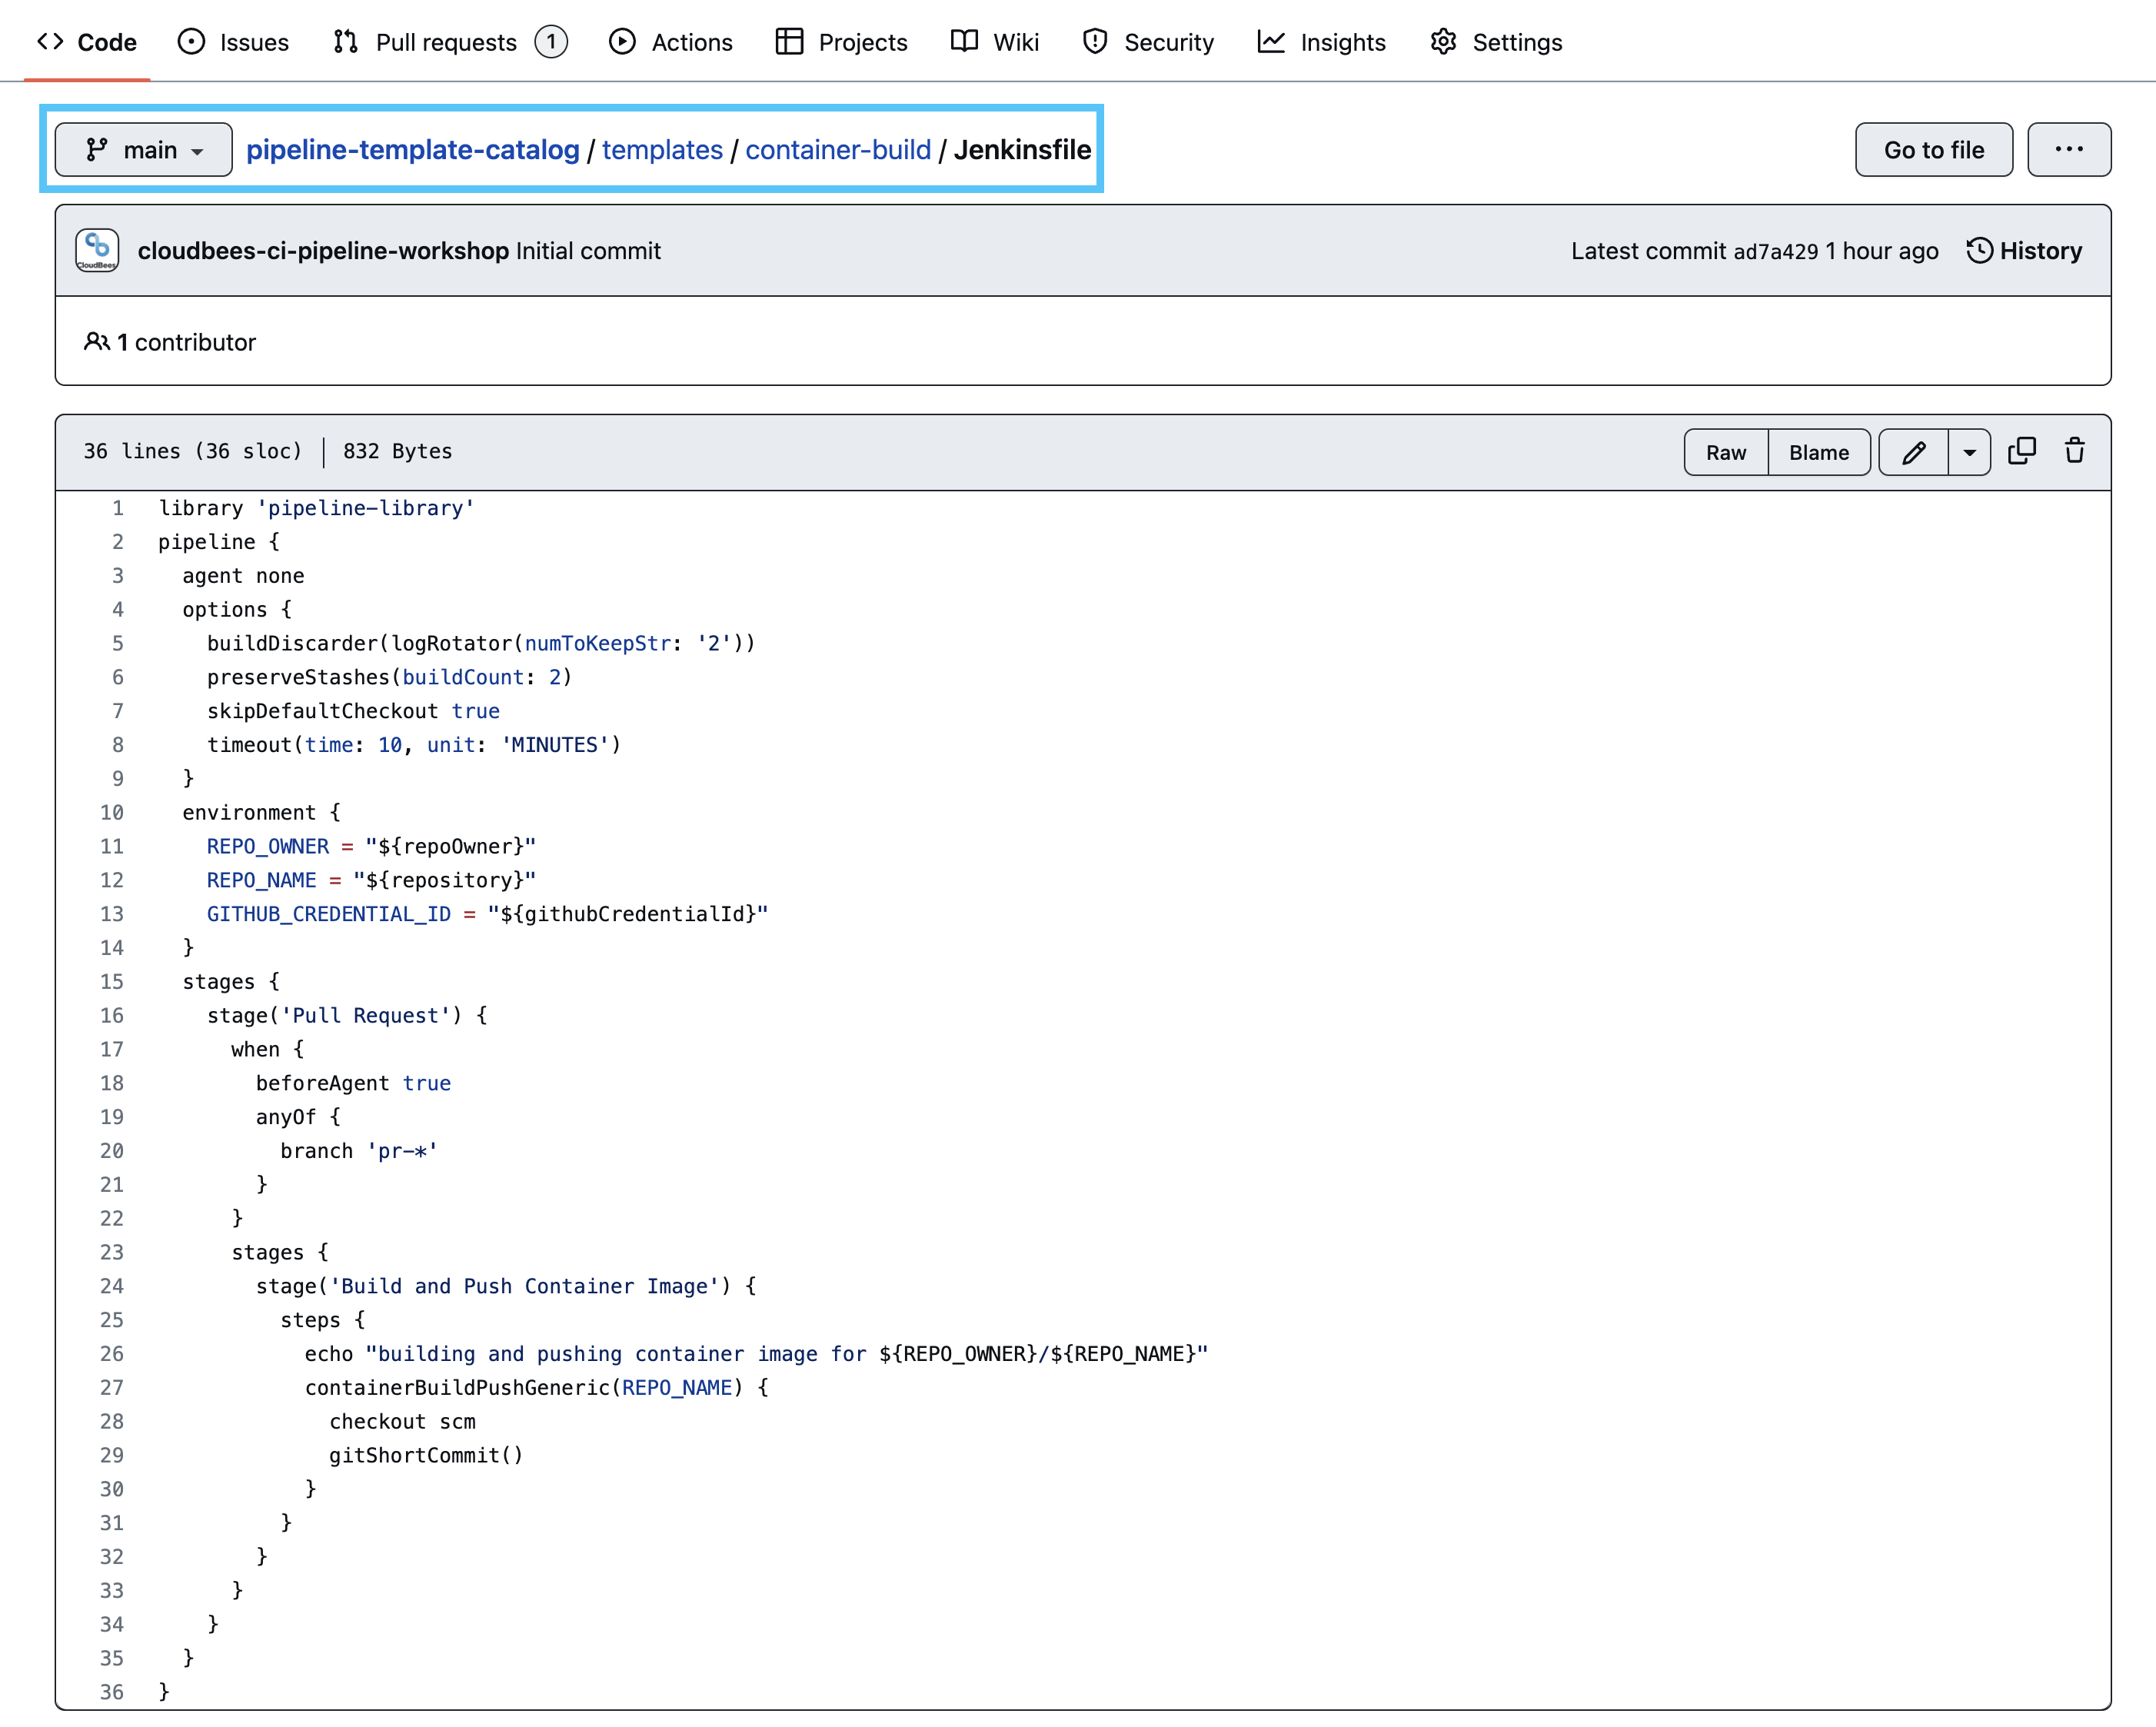 Code Issues Pull requests 1 Actions Projects Wiki Security Insights Settings
main pipeline-template-catalog / templates / container-build / Jenkinsfile Go to file ...
CloudBees cloudbees-ci-pipeline-workshop Initial commit Latest commit ad7a429 1 hour ago History
1 contributor
36 lines (36 sloc) 832 Bytes Raw Blame
1 library 'pipeline-library'
2 pipeline {
3   agent none
4   options {
5     buildDiscarder(logRotator(numToKeepStr: '2'))
6     preserveStashes(buildCount: 2)
7     skipDefaultCheckout true
8     timeout(time: 10, unit: 'MINUTES')
9   }
10   environment {
11     REPO_OWNER = "${repoOwner}"
12     REPO_NAME = "${repository}"
13     GITHUB_CREDENTIAL_ID = "${githubCredentialId}"
14   }
15   stages {
16     stage('Pull Request') {
17       when {
18         beforeAgent true
19         anyOf {
20           branch 'pr-*'
21         }
22       }
23       stages {
24         stage('Build and Push Container Image') {
25           steps {
26             echo "building and pushing container image for ${REPO_OWNER}/${REPO_NAME}"
27             containerBuildPushGeneric(REPO_NAME) {
28               checkout scm
29               gitShortCommit()
30             }
31           }
32         }
33       }
34     }
35   }
36 }